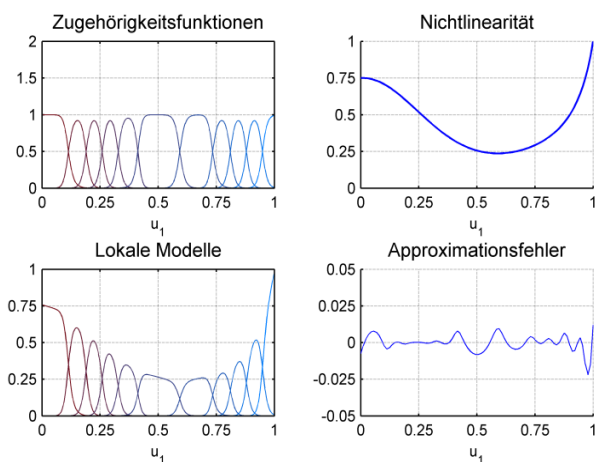 Zugehörigkeitsfunktionen
2
1.5
1
0.5
0
0 0.25 0.5 0.75 1
u1
Nichtlinearität
1
0.75
0.5
0.25
0
0 0.25 0.5 0.75 1
u1
Lokale Modelle
1
0.75
0.5
0.25
0
0 0.25 0.5 0.75 1
u1
Approximationsfehler
0.05
0.025
0
-0.025
-0.05
0 0.25 0.5 0.75 1
u1